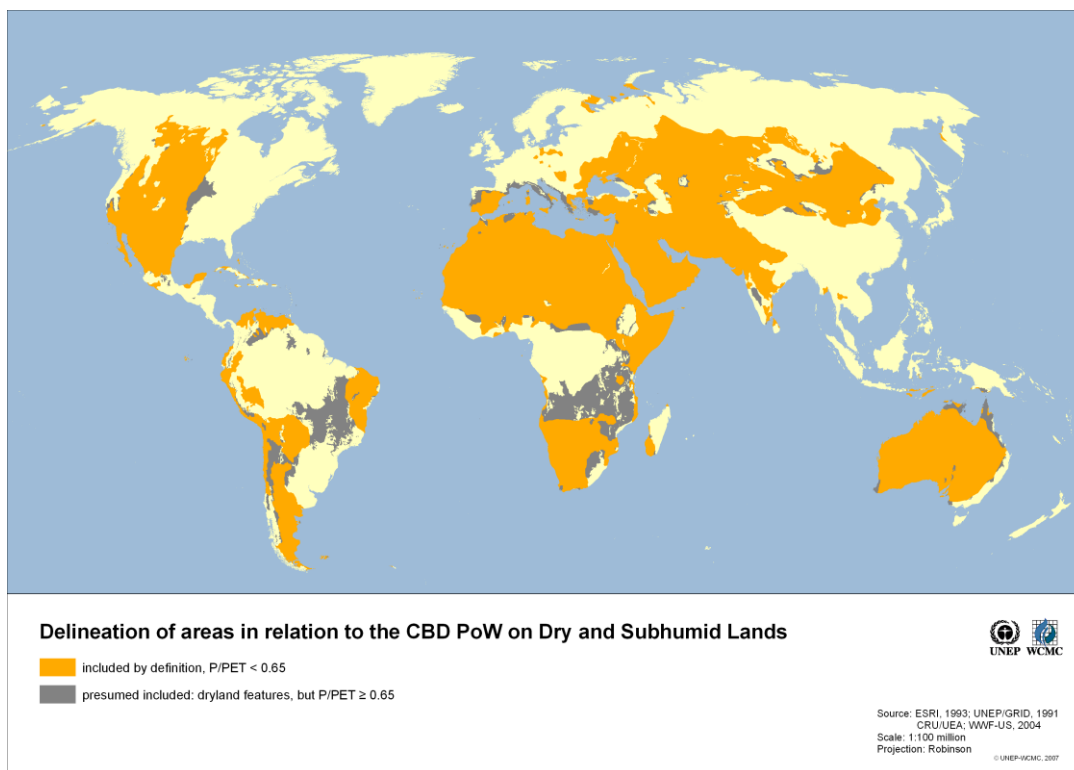 Delineation of areas in relation to the CBD PoW on Dry and Subhumid Lands
included by definition, P/PET < 0.65
presumed included: dryland features, but P/PET ≥ 0.65
UNEP WCMC
Source: ESRI, 1993; UNEP/GRID, 1991
CRU/UEA; WWF-US, 2004
Scale: 1:100 million
Projection: Robinson
© UNEP-WCMC, 2007